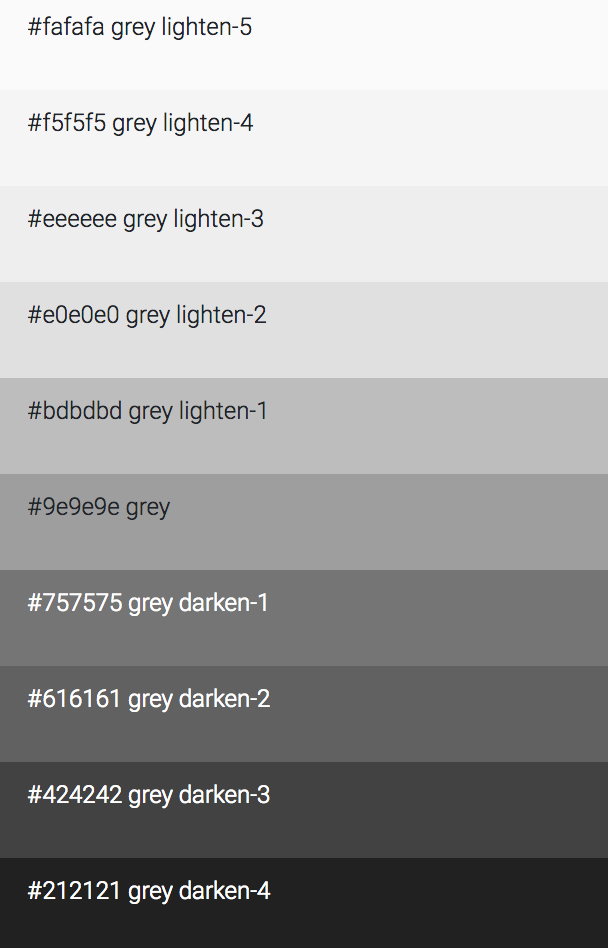 #fafafa grey lighten-5
#f5f5f5 grey lighten-4
#eeeeee grey lighten-3
#e0e0e0 grey lighten-2
#bdbdbd grey lighten-1
#9e9e9e grey
#757575 grey darken-1
#616161 grey darken-2
#424242 grey darken-3
#212121 grey darken-4